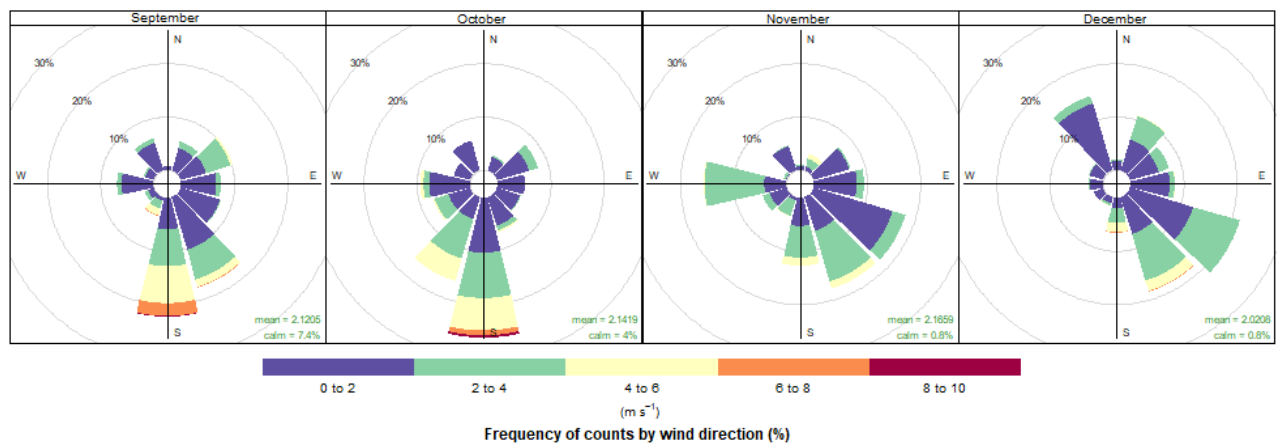 September October November December
N N N N
30% 30% 30% 30%
20% 20% 20% 20%
10% 10% 10% 10%
W E W E W E W E
S S S S
mean = 2.1205 mean = 2.1419 mean = 2.1659 mean = 2.0208
calm = 7.4% calm = 4% calm = 0.8% calm = 0.8%
0 to 2 2 to 4 4 to 6 6 to 8 8 to 10
(m s⁻¹)
Frequency of counts by wind direction (%)